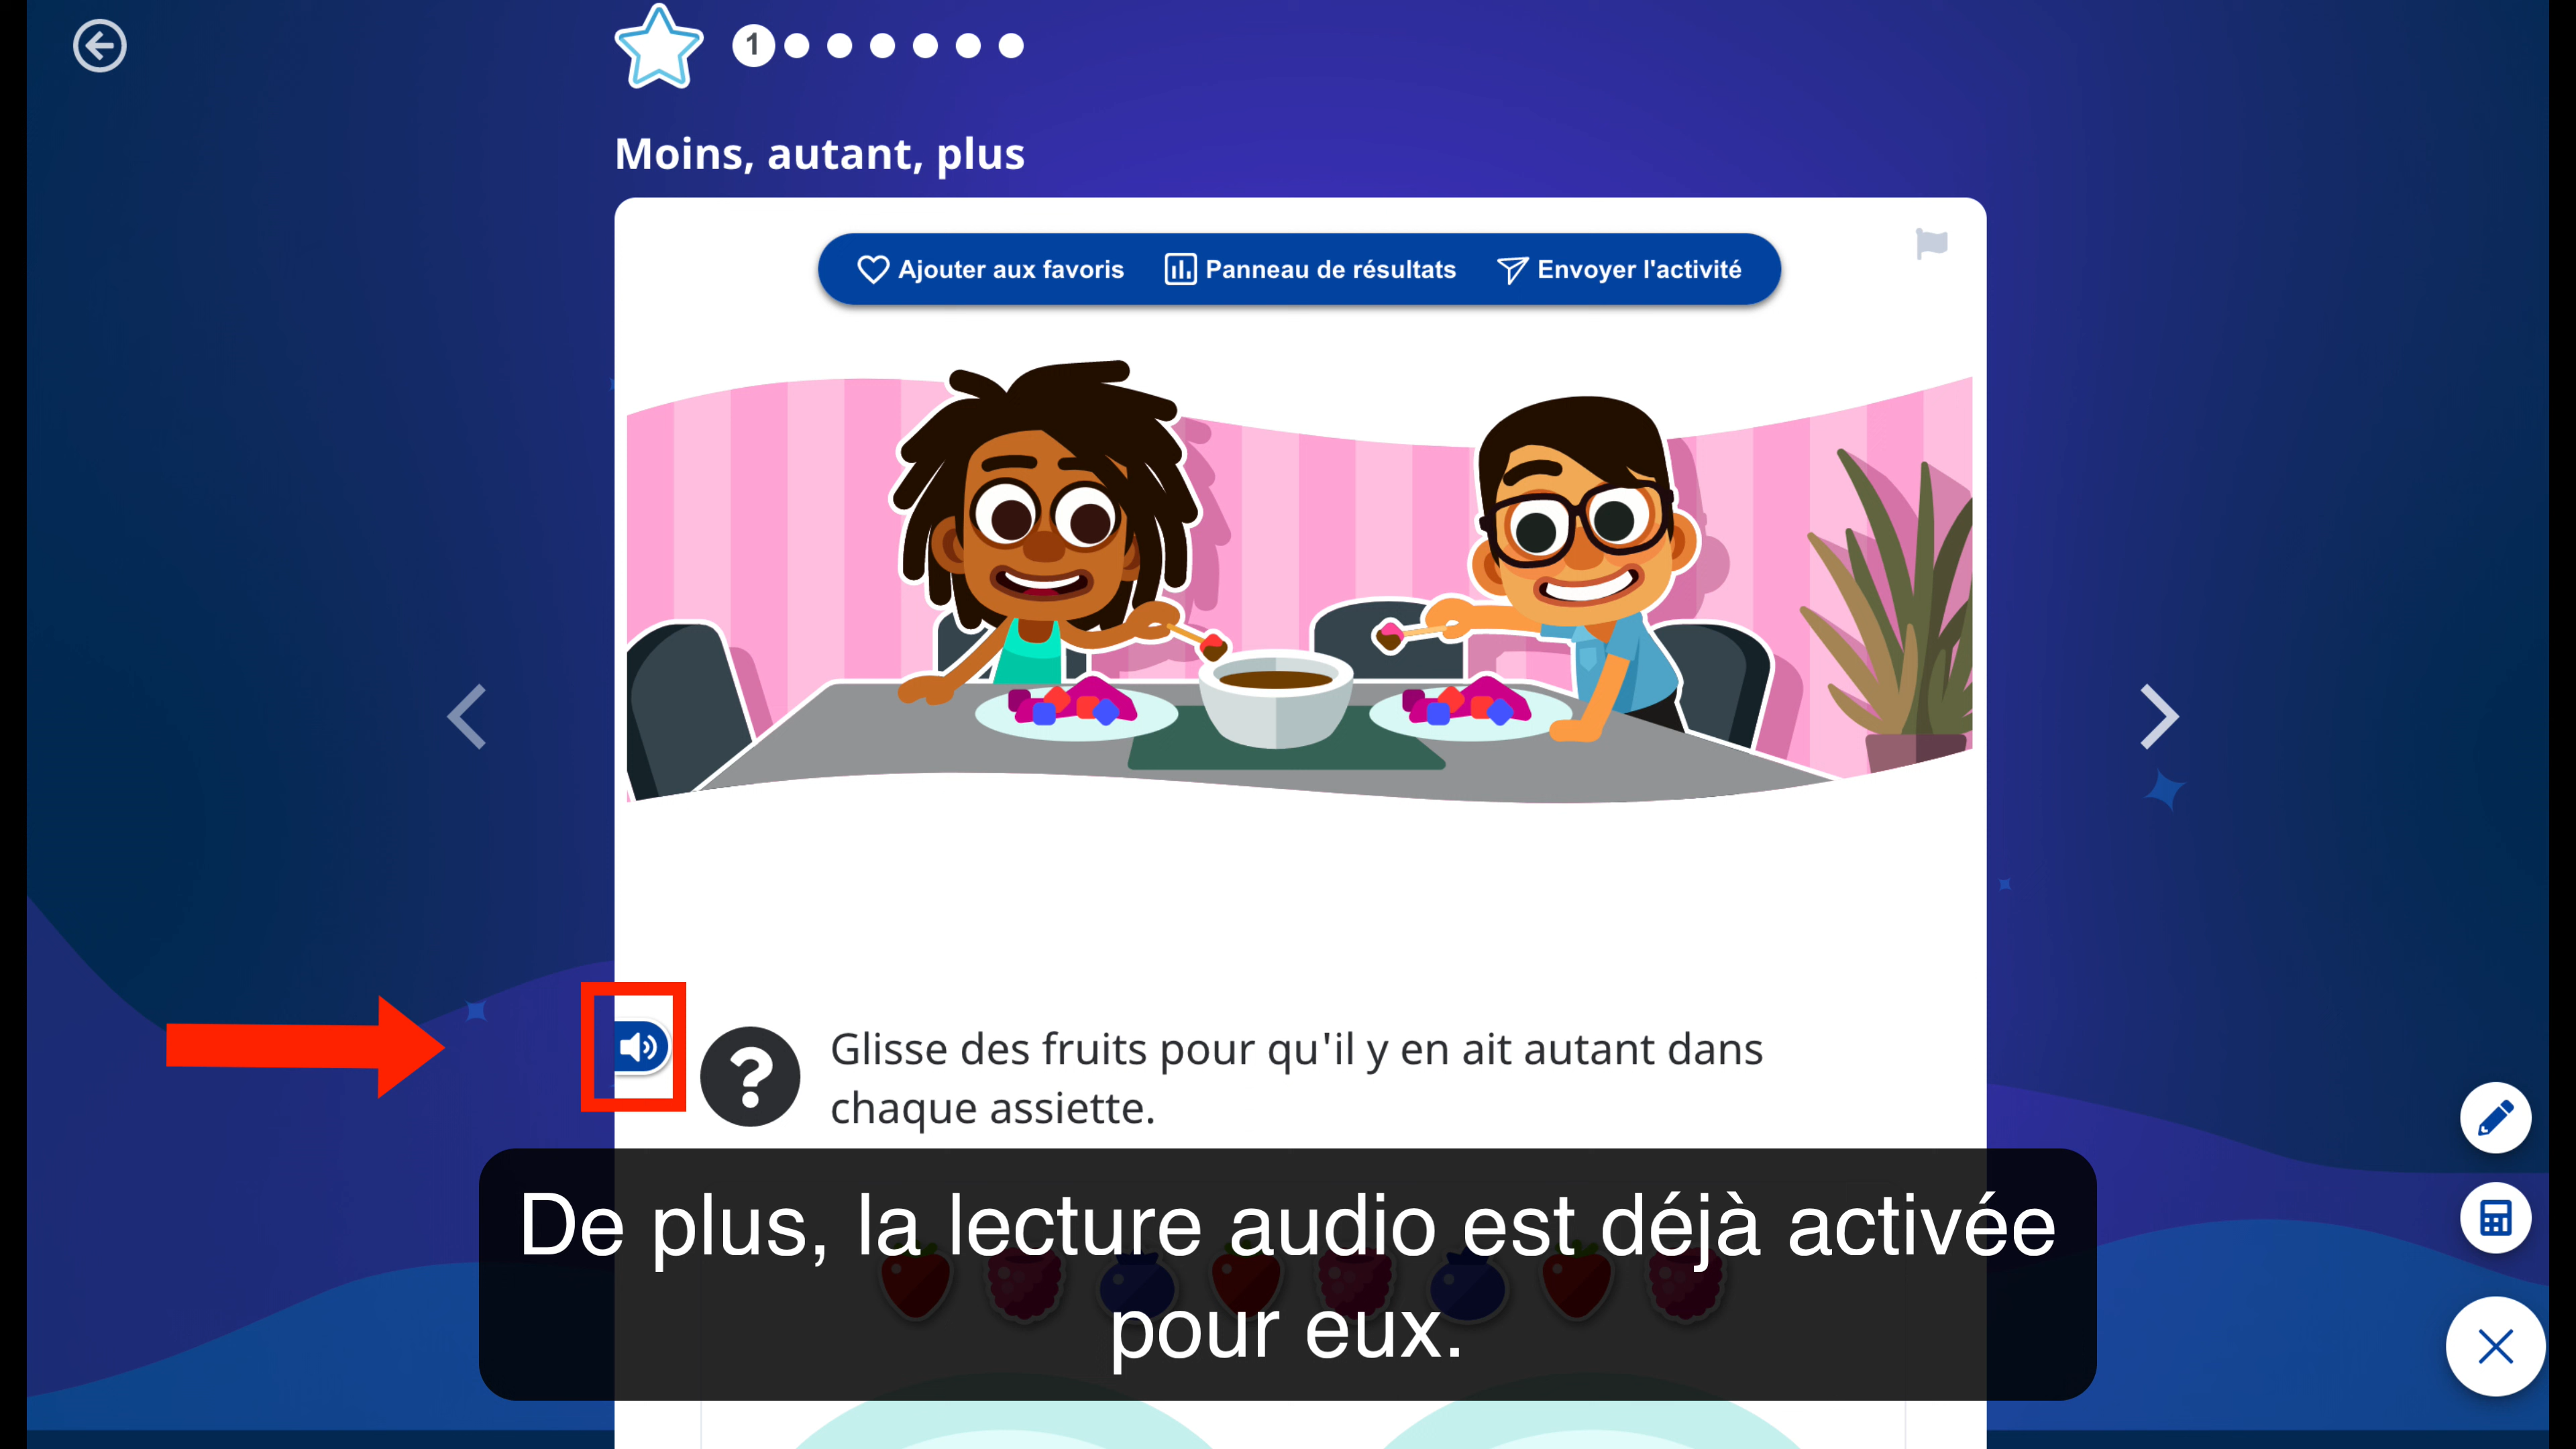 1
Moins, autant, plus
Ajouter aux favoris Panneau de résultats Envoyer l'activité
?
Glisse des fruits pour qu'il y en ait autant dans
chaque assiette.
De plus, la lecture audio est déjà activée
pour eux.